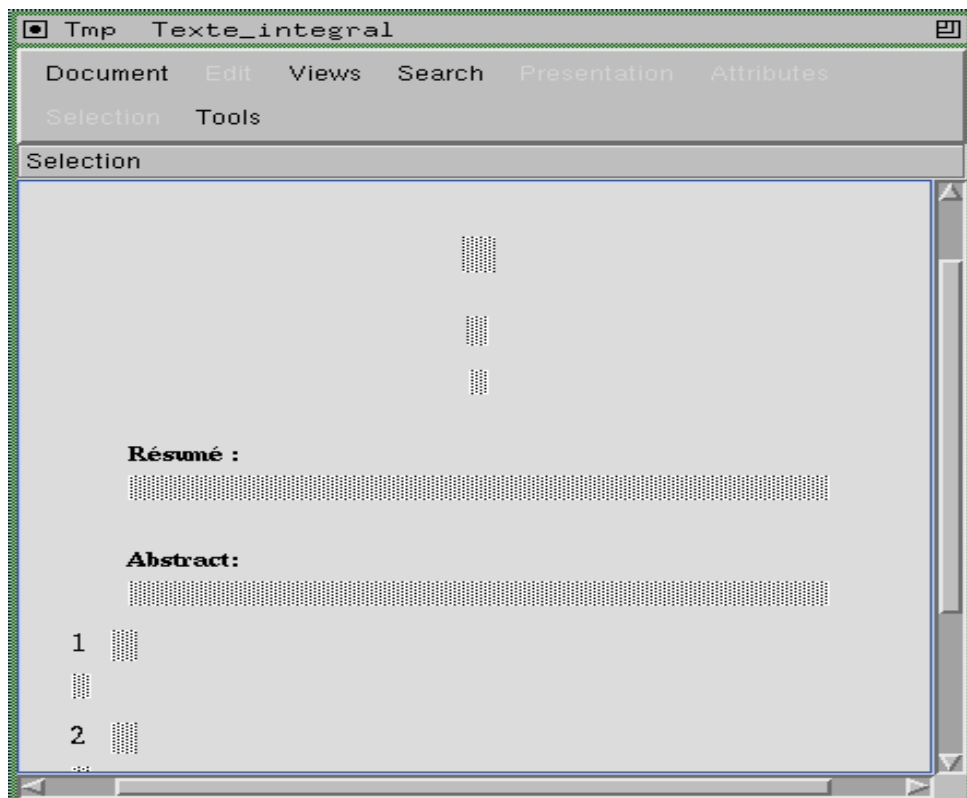 Tmp Texte_integral
Document Edit Views Search Presentation Attributes
Selection Tools
Selection
Résumé :
Abstract:
1
2